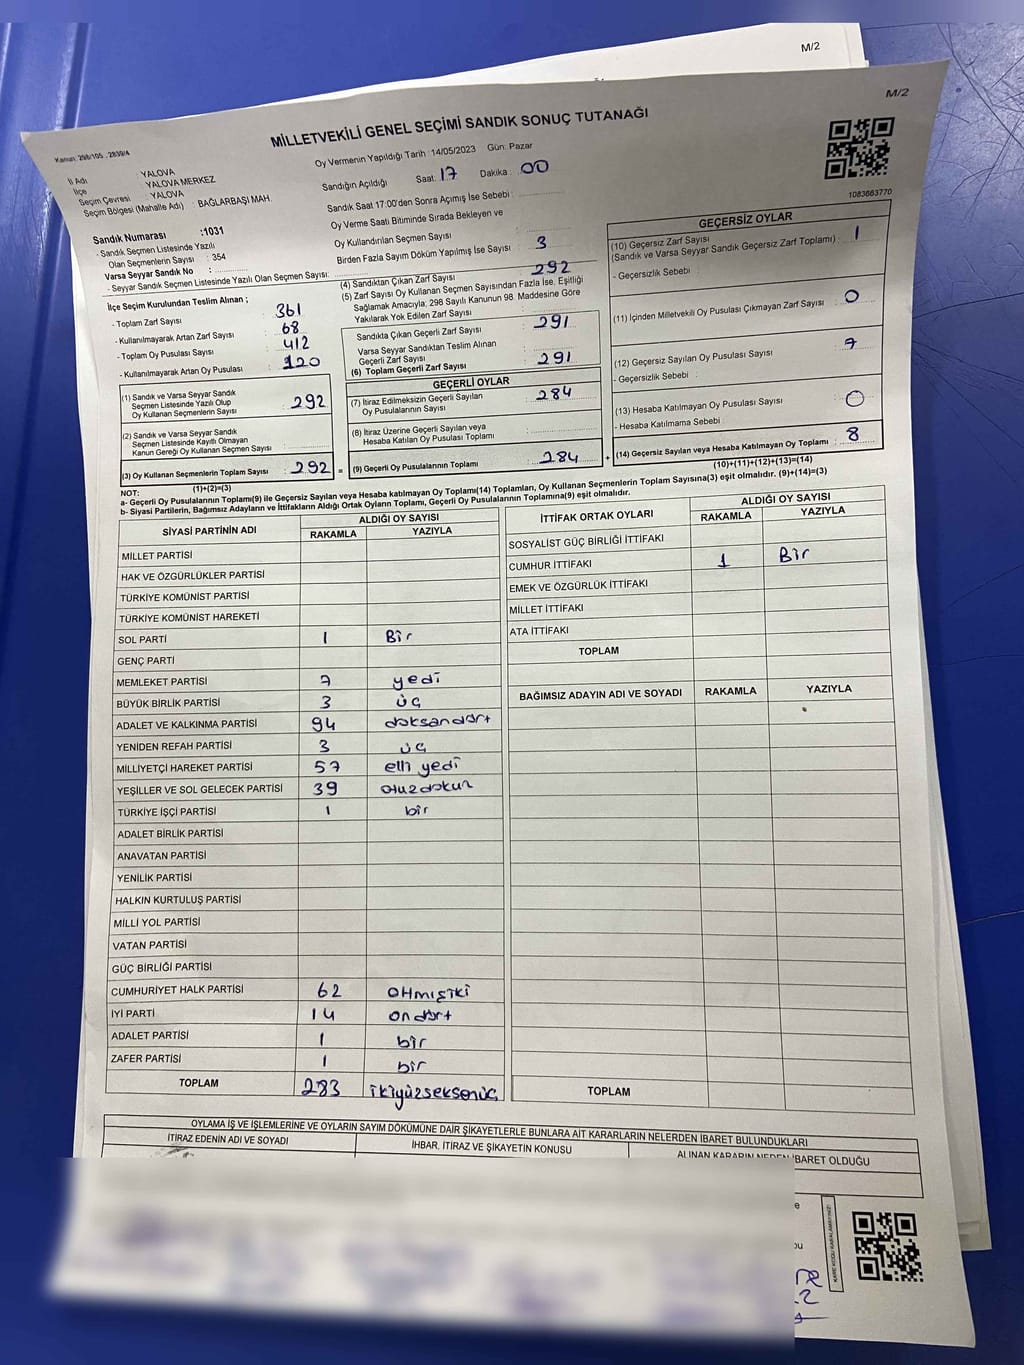 M/2
M/2
MİLLETVEKİLİ GENEL SEÇİMİ SANDIK SONUÇ TUTANAĞI
Kanun: 298/105 , 2839/4
1083663770
İl Adı : YALOVA
İlçe : YALOVA MERKEZ
Seçim Çevresi : YALOVA
Seçim Bölgesi (Mahalle Adı) : BAĞLARBAŞI MAH.
Sandık Numarası :1031
- Sandık Seçmen Listesinde Yazılı
Olan Seçmenlerin Sayısı : 354
Varsa Seyyar Sandık No :
- Seyyar Sandık Seçmen Listesinde Yazılı Olan Seçmen Sayısı:
Oy Vermenin Yapıldığı Tarih :14/05/2023 Gün: Pazar
Sandığın Açıldığı Saat: 17 Dakika : 00
Sandık Saat 17:00'den Sonra Açımış İse Sebebi :
Oy Verme Saati Bitiminde Sırada Bekleyen ve
Oy Kullandırılan Seçmen Sayısı :
Birden Fazla Sayım Döküm Yapılmış İse Sayısı : 3
İlçe Seçim Kurulundan Teslim Alınan ;
- Toplam Zarf Sayısı : 361
- Kullanılmayarak Artan Zarf Sayısı : 68
- Toplam Oy Pusulası Sayısı : 412
- Kullanılmayarak Artan Oy Pusulası : 120
(1) Sandık ve Varsa Seyyar Sandık
Seçmen Listesinde Yazılı Olup
Oy Kullanan Seçmenlerin Sayısı : 292
(2) Sandık ve Varsa Seyyar Sandık
Seçmen Listesinde Kayıtlı Olmayan
Kanun Gereği Oy Kullanan Seçmen Sayısı :
(3) Oy Kullanan Seçmenlerin Toplam Sayısı : 292 =
(1)+(2)=(3)
(4) Sandıktan Çıkan Zarf Sayısı : 292
(5) Zarf Sayısı Oy Kullanan Seçmen Sayısından Fazla İse, Eşitliği
Sağlamak Amacıyla; 298 Sayılı Kanunun 98. Maddesine Göre
Yakılarak Yok Edilen Zarf Sayısı :
Sandıkta Çıkan Geçerli Zarf Sayısı : 291
Varsa Seyyar Sandıktan Teslim Alınan
Geçerli Zarf Sayısı :
(6) Toplam Geçerli Zarf Sayısı : 291
GEÇERLİ OYLAR
(7) İtiraz Edilmeksizin Geçerli Sayılan
Oy Pusulalarının Sayısı : 284
(8) İtiraz Üzerine Geçerli Sayılan veya
Hesaba Katılan Oy Pusulası Toplamı :
(9) Geçerli Oy Pusulalarının Toplamı : 284 +
GEÇERSİZ OYLAR
(10) Geçersiz Zarf Sayısı
(Sandık ve Varsa Seyyar Sandık Geçersiz Zarf Toplamı) : 1
- Geçersizlik Sebebi :
(11) İçinden Milletvekili Oy Pusulası Çıkmayan Zarf Sayısı : 0
(12) Geçersiz Sayılan Oy Pusulası Sayısı : 7
- Geçersizlik Sebebi :
(13) Hesaba Katılmayan Oy Pusulası Sayısı : 0
- Hesaba Katılmama Sebebi :
(14) Geçersiz Sayılan veya Hesaba Katılmayan Oy Toplamı : 8
(10)+(11)+(12)+(13)=(14)
NOT:
a- Geçerli Oy Pusulalarının Toplamı(9) ile Geçersiz Sayılan veya Hesaba katılmayan Oy Toplamı(14) Toplamları, Oy Kullanan Seçmenlerin Toplam Sayısına(3) eşit olmalıdır. (9)+(14)=(3)
b- Siyasi Partilerin, Bağımsız Adayların ve İttifakların Aldığı Ortak Oyların Toplamı, Geçerli Oy Pusulalarının Toplamına(9) eşit olmalıdır.
SİYASİ PARTİNİN ADI ALDIĞI OY SAYISI
RAKAMLA YAZIYLA
MİLLET PARTİSİ
HAK VE ÖZGÜRLÜKLER PARTİSİ
TÜRKİYE KOMÜNİST PARTİSİ
TÜRKİYE KOMÜNİST HAREKETİ
SOL PARTİ 1 Bir
GENÇ PARTİ
MEMLEKET PARTİSİ 7 yedi
BÜYÜK BİRLİK PARTİSİ 3 üç
ADALET VE KALKINMA PARTİSİ 94 doksandört
YENİDEN REFAH PARTİSİ 3 üç
MİLLİYETÇİ HAREKET PARTİSİ 57 elli yedi
YEŞİLLER VE SOL GELECEK PARTİSİ 39 otuzdokuz
TÜRKİYE İŞÇİ PARTİSİ 1 bir
ADALET BİRLİK PARTİSİ
ANAVATAN PARTİSİ
YENİLİK PARTİSİ
HALKIN KURTULUŞ PARTİSİ
MİLLİ YOL PARTİSİ
VATAN PARTİSİ
GÜÇ BİRLİĞİ PARTİSİ
CUMHURİYET HALK PARTİSİ 62 altmışiki
İYİ PARTİ 14 ondört
ADALET PARTİSİ 1 bir
ZAFER PARTİSİ 1 bir
TOPLAM 283 ikiyüzseksenüç
İTTİFAK ORTAK OYLARI ALDIĞI OY SAYISI
RAKAMLA YAZIYLA
SOSYALİST GÜÇ BİRLİĞİ İTTİFAKI
CUMHUR İTTİFAKI 1 Bir
EMEK VE ÖZGÜRLÜK İTTİFAKI
MİLLET İTTİFAKI
ATA İTTİFAKI
TOPLAM
BAĞIMSIZ ADAYIN ADI VE SOYADI RAKAMLA YAZIYLA
TOPLAM
OYLAMA İŞ VE İŞLEMLERİNE VE OYLARIN SAYIM DÖKÜMÜNE DAİR ŞİKAYETLERLE BUNLARA AİT KARARLARIN NELERDEN İBARET BULUNDUKLARI
İTİRAZ EDENİN ADI VE SOYADI İHBAR, İTİRAZ VE ŞİKAYETİN KONUSU ALINAN KARARIN NEDEN İBARET OLDUĞU